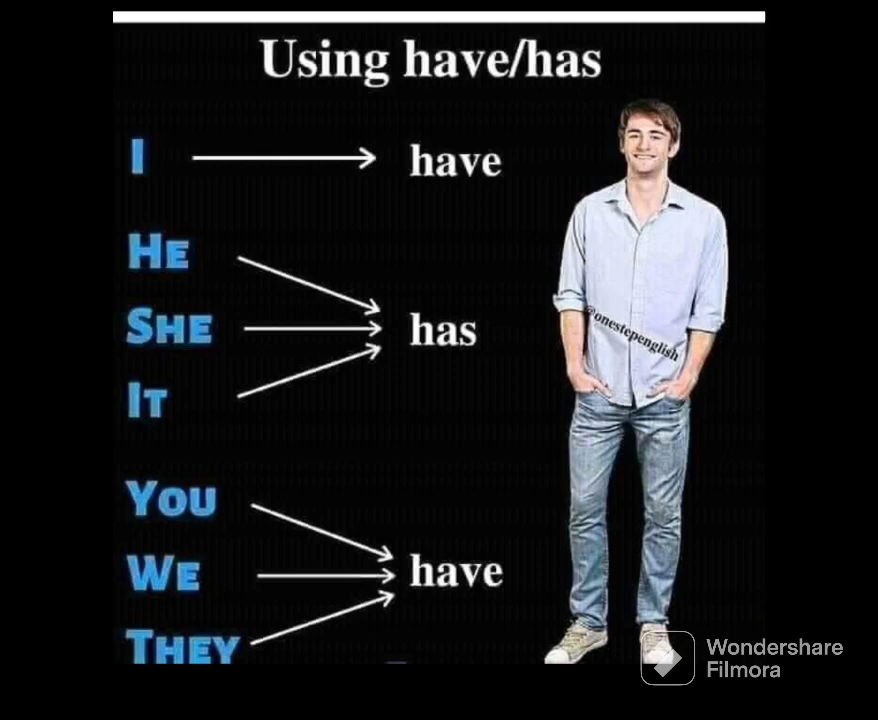 Using have/has
I have
HE
SHE has
IT
@onestepenglish
YOU
WE have
THEY
Wondershare
Filmora